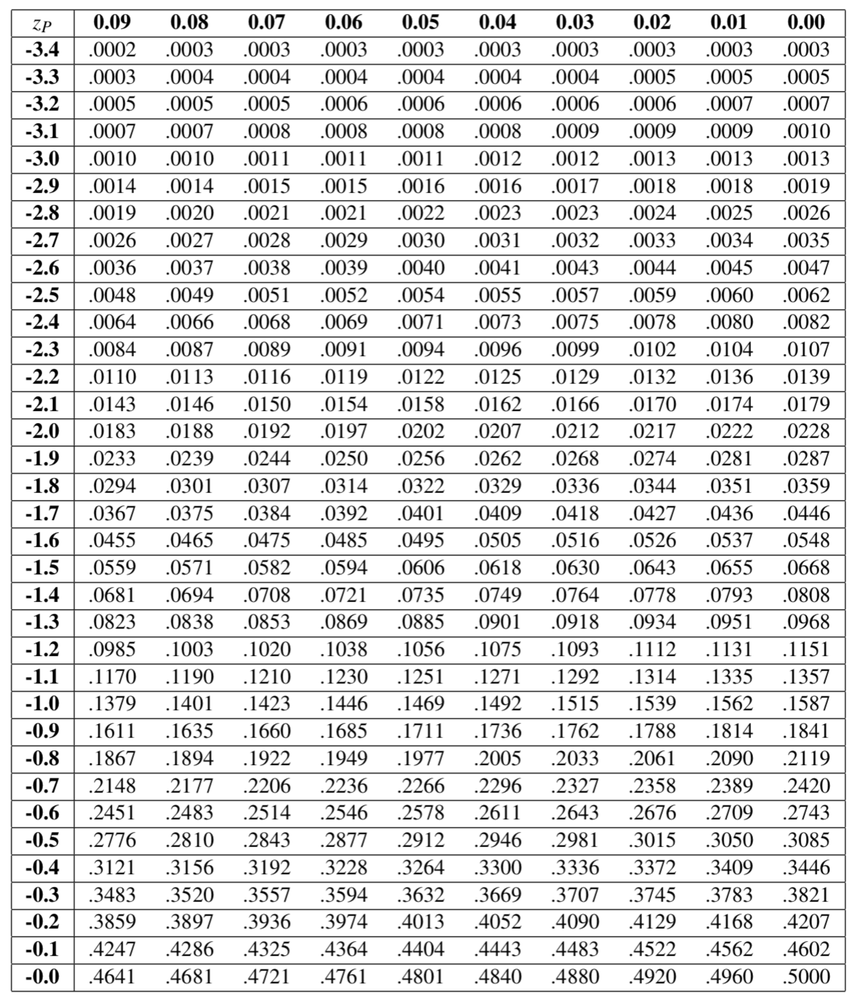 zP 0.09 0.08 0.07 0.06 0.05 0.04 0.03 0.02 0.01 0.00
-3.4 .0002 .0003 .0003 .0003 .0003 .0003 .0003 .0003 .0003 .0003
-3.3 .0003 .0004 .0004 .0004 .0004 .0004 .0004 .0005 .0005 .0005
-3.2 .0005 .0005 .0005 .0006 .0006 .0006 .0006 .0006 .0007 .0007
-3.1 .0007 .0007 .0008 .0008 .0008 .0008 .0009 .0009 .0009 .0010
-3.0 .0010 .0010 .0011 .0011 .0011 .0012 .0012 .0013 .0013 .0013
-2.9 .0014 .0014 .0015 .0015 .0016 .0016 .0017 .0018 .0018 .0019
-2.8 .0019 .0020 .0021 .0021 .0022 .0023 .0023 .0024 .0025 .0026
-2.7 .0026 .0027 .0028 .0029 .0030 .0031 .0032 .0033 .0034 .0035
-2.6 .0036 .0037 .0038 .0039 .0040 .0041 .0043 .0044 .0045 .0047
-2.5 .0048 .0049 .0051 .0052 .0054 .0055 .0057 .0059 .0060 .0062
-2.4 .0064 .0066 .0068 .0069 .0071 .0073 .0075 .0078 .0080 .0082
-2.3 .0084 .0087 .0089 .0091 .0094 .0096 .0099 .0102 .0104 .0107
-2.2 .0110 .0113 .0116 .0119 .0122 .0125 .0129 .0132 .0136 .0139
-2.1 .0143 .0146 .0150 .0154 .0158 .0162 .0166 .0170 .0174 .0179
-2.0 .0183 .0188 .0192 .0197 .0202 .0207 .0212 .0217 .0222 .0228
-1.9 .0233 .0239 .0244 .0250 .0256 .0262 .0268 .0274 .0281 .0287
-1.8 .0294 .0301 .0307 .0314 .0322 .0329 .0336 .0344 .0351 .0359
-1.7 .0367 .0375 .0384 .0392 .0401 .0409 .0418 .0427 .0436 .0446
-1.6 .0455 .0465 .0475 .0485 .0495 .0505 .0516 .0526 .0537 .0548
-1.5 .0559 .0571 .0582 .0594 .0606 .0618 .0630 .0643 .0655 .0668
-1.4 .0681 .0694 .0708 .0721 .0735 .0749 .0764 .0778 .0793 .0808
-1.3 .0823 .0838 .0853 .0869 .0885 .0901 .0918 .0934 .0951 .0968
-1.2 .0985 .1003 .1020 .1038 .1056 .1075 .1093 .1112 .1131 .1151
-1.1 .1170 .1190 .1210 .1230 .1251 .1271 .1292 .1314 .1335 .1357
-1.0 .1379 .1401 .1423 .1446 .1469 .1492 .1515 .1539 .1562 .1587
-0.9 .1611 .1635 .1660 .1685 .1711 .1736 .1762 .1788 .1814 .1841
-0.8 .1867 .1894 .1922 .1949 .1977 .2005 .2033 .2061 .2090 .2119
-0.7 .2148 .2177 .2206 .2236 .2266 .2296 .2327 .2358 .2389 .2420
-0.6 .2451 .2483 .2514 .2546 .2578 .2611 .2643 .2676 .2709 .2743
-0.5 .2776 .2810 .2843 .2877 .2912 .2946 .2981 .3015 .3050 .3085
-0.4 .3121 .3156 .3192 .3228 .3264 .3300 .3336 .3372 .3409 .3446
-0.3 .3483 .3520 .3557 .3594 .3632 .3669 .3707 .3745 .3783 .3821
-0.2 .3859 .3897 .3936 .3974 .4013 .4052 .4090 .4129 .4168 .4207
-0.1 .4247 .4286 .4325 .4364 .4404 .4443 .4483 .4522 .4562 .4602
-0.0 .4641 .4681 .4721 .4761 .4801 .4840 .4880 .4920 .4960 .5000